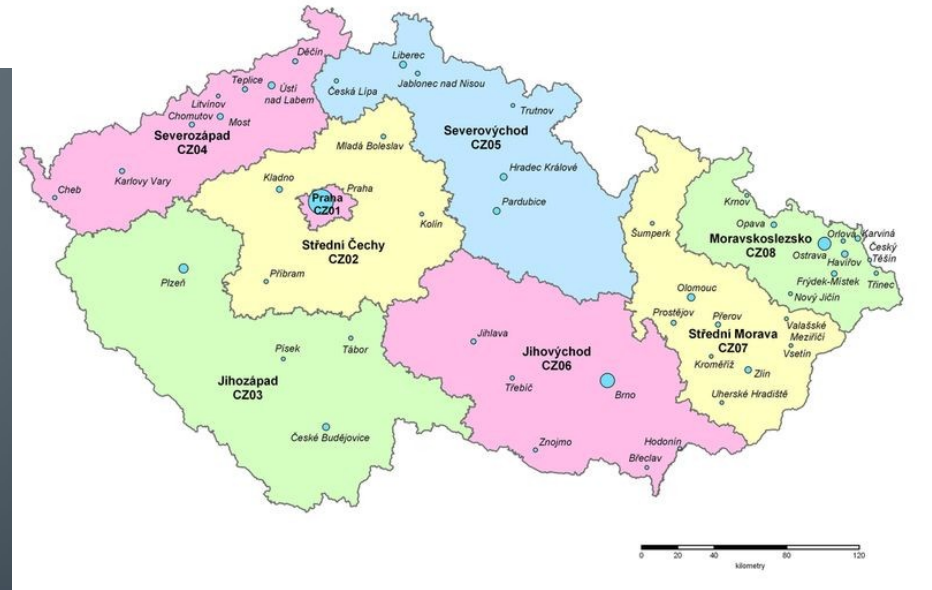 Děčín
Liberec
Teplice
Ústí
nad Labem
Jablonec nad Nisou
Česká Lípa
Litvínov
Chomutov
Most
Trutnov
Severozápad
CZ04
Severovýchod
CZ05
Mladá Boleslav
Karlovy Vary
Cheb
Kladno
Praha
Praha
CZ01
Hradec Králové
Pardubice
Kolín
Krnov
Střední Čechy
CZ02
Příbram
Šumperk
Opava
Orlová
Karviná
Moravskoslezsko
CZ08
Ostrava
Havířov
Český
Těšín
Frýdek-Místek
Třinec
Nový Jičín
Plzeň
Olomouc
Prostějov
Přerov
Valašské
Meziříčí
Střední Morava
CZ07
Vsetín
Kroměříž
Zlín
Uherské Hradiště
Písek
Tábor
Jihlava
Jihovýchod
CZ06
Třebíč
Brno
Jihozápad
CZ03
České Budějovice
Znojmo
Hodonín
Břeclav
0 20 40 80 120
kilometry